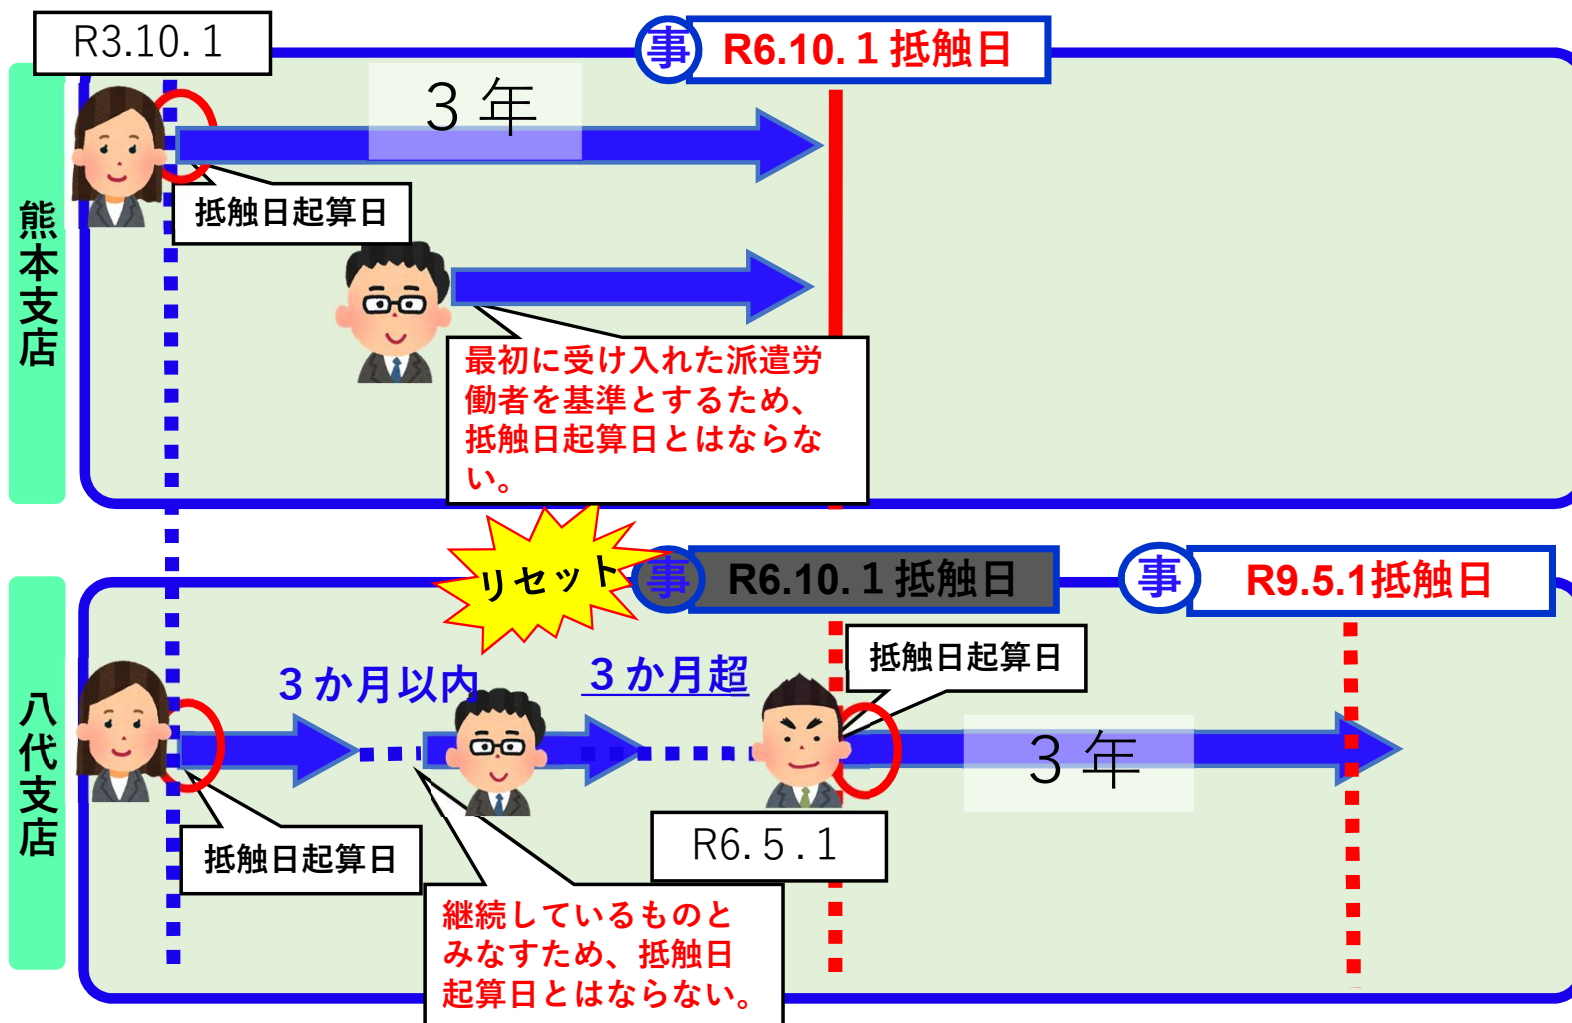 R3.10.１
事
R6.10.１抵触日
３年
抵触日起算日
熊本支店
最初に受け入れた派遣労
働者を基準とするため、
抵触日起算日とはならな
い。
リセット
事
R6.10.１抵触日
事
R9.5.1抵触日
抵触日起算日
３か月以内
３か月超
八代支店
３年
R6.５.１
抵触日起算日
継続しているものと
みなすため、抵触日
起算日とはならない。